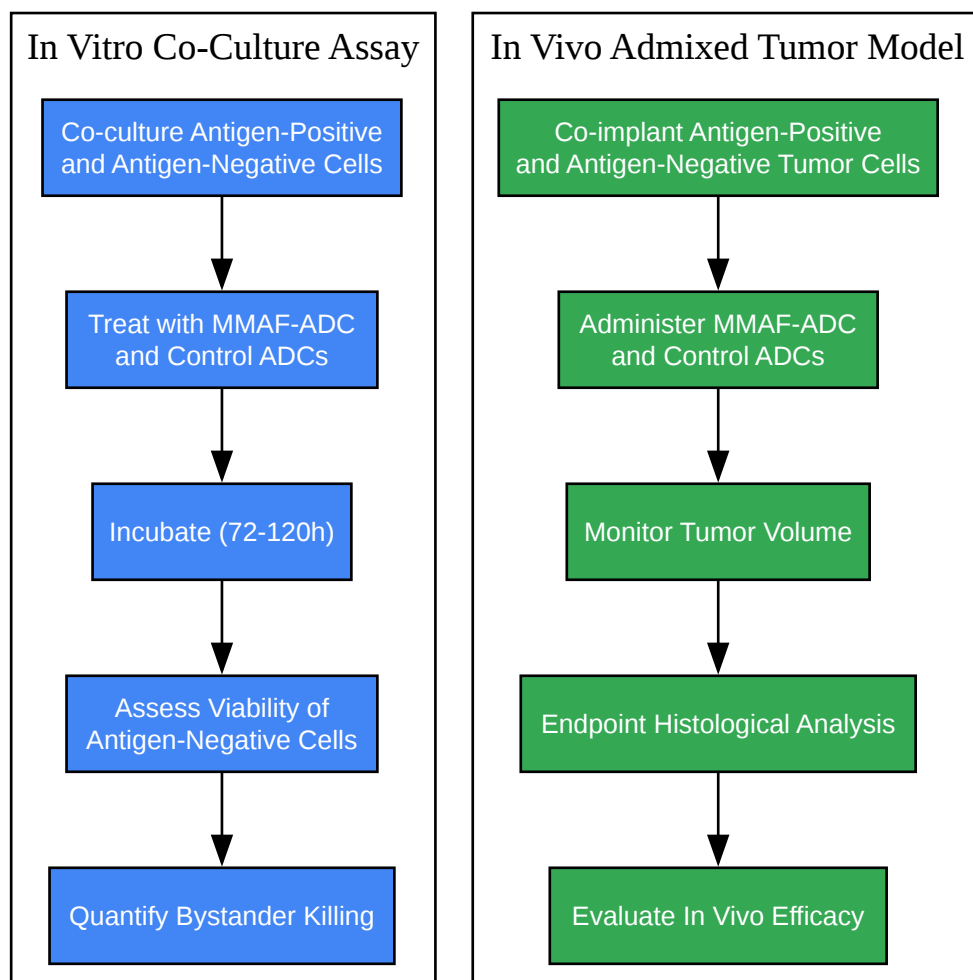 In Vitro Co-Culture Assay
Co-culture Antigen-Positive
and Antigen-Negative Cells
Treat with MMAF-ADC
and Control ADCs
Incubate (72-120h)
Assess Viability of
Antigen-Negative Cells
Quantify Bystander Killing
In Vivo Admixed Tumor Model
Co-implant Antigen-Positive
and Antigen-Negative Tumor Cells
Administer MMAF-ADC
and Control ADCs
Monitor Tumor Volume
Endpoint Histological Analysis
Evaluate In Vivo Efficacy